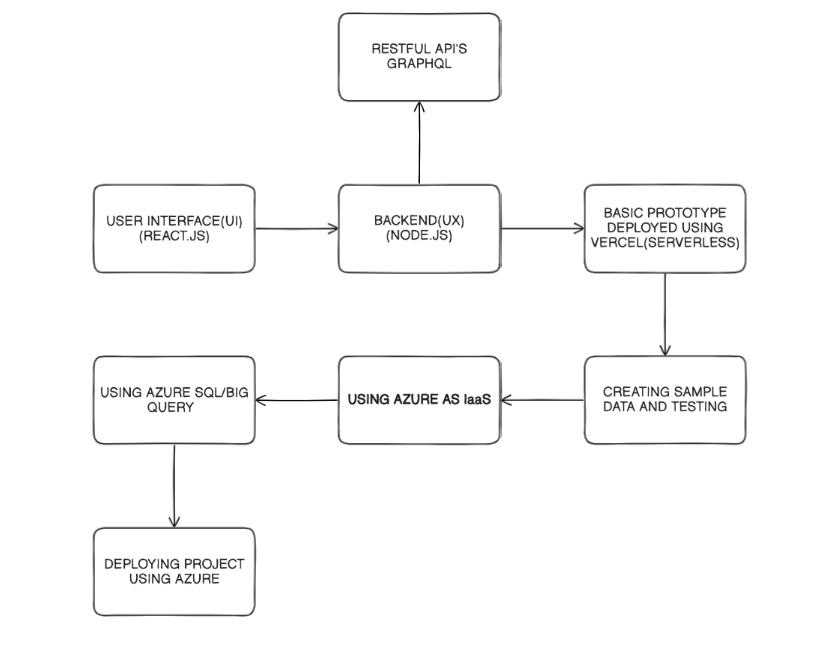 RESTFUL API'S
GRAPHQL
USER INTERFACE(UI)
(REACT.JS)
BACKEND(UX)
(NODE.JS)
BASIC PROTOTYPE
DEPLOYED USING
VERCEL(SERVERLESS)
USING AZURE SQL/BIG
QUERY
USING AZURE AS IaaS
CREATING SAMPLE
DATA AND TESTING
DEPLOYING PROJECT
USING AZURE